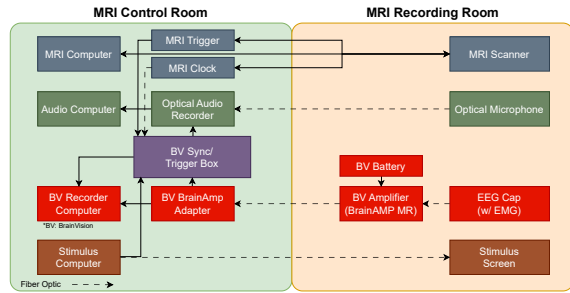 MRI Control Room
MRI Recording Room
MRI Trigger
MRI Computer
MRI Scanner
MRI Clock
Audio Computer
Optical Audio
Recorder
Optical Microphone
BV Sync/
Trigger Box
BV Battery
BV Recorder
Computer
BV BrainAmp
Adapter
BV Amplifier
(BrainAMP MR)
EEG Cap
(w/ EMG)
*BV: BrainVision
Stimulus
Computer
Stimulus
Screen
Fiber Optic